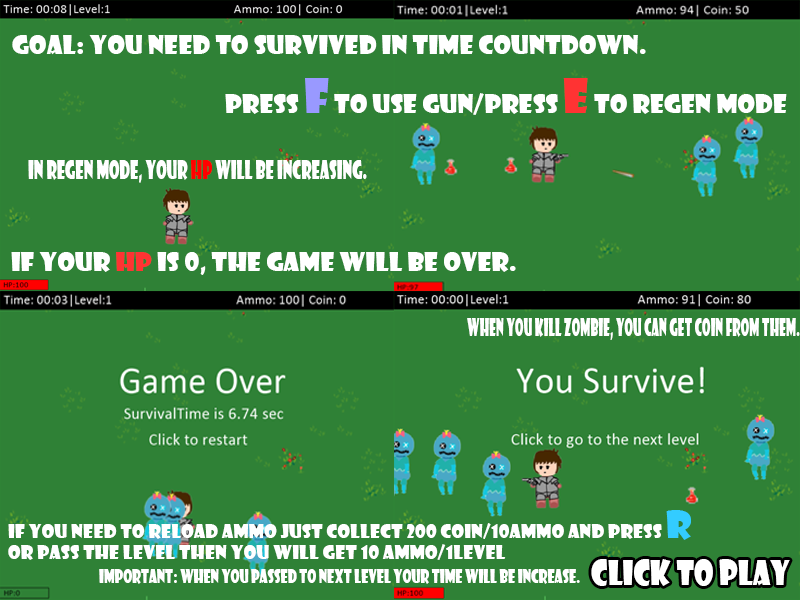 Time: 00:08|Level:1 Ammo: 100| Coin: 0
Time: 00:01|Level:1 Ammo: 94| Coin: 50
GOAL: YOU NEED TO SURVIVED IN TIME COUNTDOWN.
PRESS F TO USE GUN/PRESS E TO REGEN MODE
IN REGEN MODE, YOUR HP WILL BE INCREASING.
IF YOUR HP IS 0, THE GAME WILL BE OVER.
HP:100
HP:97
Time: 00:03|Level:1 Ammo: 100| Coin: 0
Time: 00:00|Level:1 Ammo: 91| Coin: 80
WHEN YOU KILL ZOMBIE, YOU CAN GET COIN FROM THEM.
Game Over
SurvivalTime is 6.74 sec
Click to restart
You Survive!
Click to go to the next level
IF YOU NEED TO RELOAD AMMO JUST COLLECT 200 COIN/10AMMO AND PRESS R
OR PASS THE LEVEL THEN YOU WILL GET 10 AMMO/1LEVEL
IMPORTANT: WHEN YOU PASSED TO NEXT LEVEL YOUR TIME WILL BE INCREASE.
CLICK TO PLAY
HP:0
HP:100